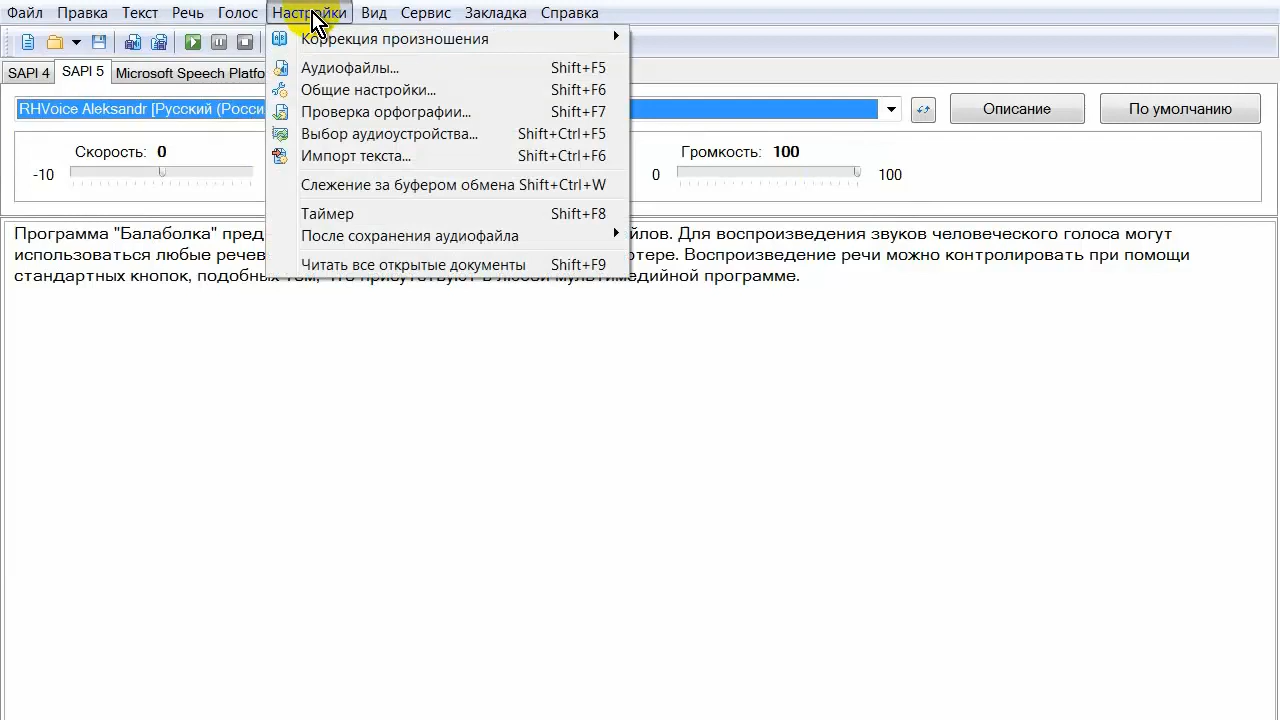 Файл Правка Текст Речь Голос Настройки Вид Сервис Закладка Справка
Коррекция произношения
SAPI 4 SAPI 5 Microsoft Speech Platfo
Аудиофайлы... Shift+F5
Общие настройки... Shift+F6
Проверка орфографии... Shift+F7
Выбор аудиоустройства... Shift+Ctrl+F5
Импорт текста... Shift+Ctrl+F6
Слежение за буфером обмена Shift+Ctrl+W
Таймер Shift+F8
После сохранения аудиофайла
Читать все открытые документы Shift+F9
RHVoice Aleksandr [Русский (Росси
Описание По умолчанию
Скорость: 0
-10
Громкость: 100
0 100
Программа "Балаболка" пред лов. Для воспроизведения звуков человеческого голоса могут
использоваться любые речев тере. Воспроизведение речи можно контролировать при помощи
стандартных кнопок, подобных тем, что присутствуют в любой мультимедийной программе.